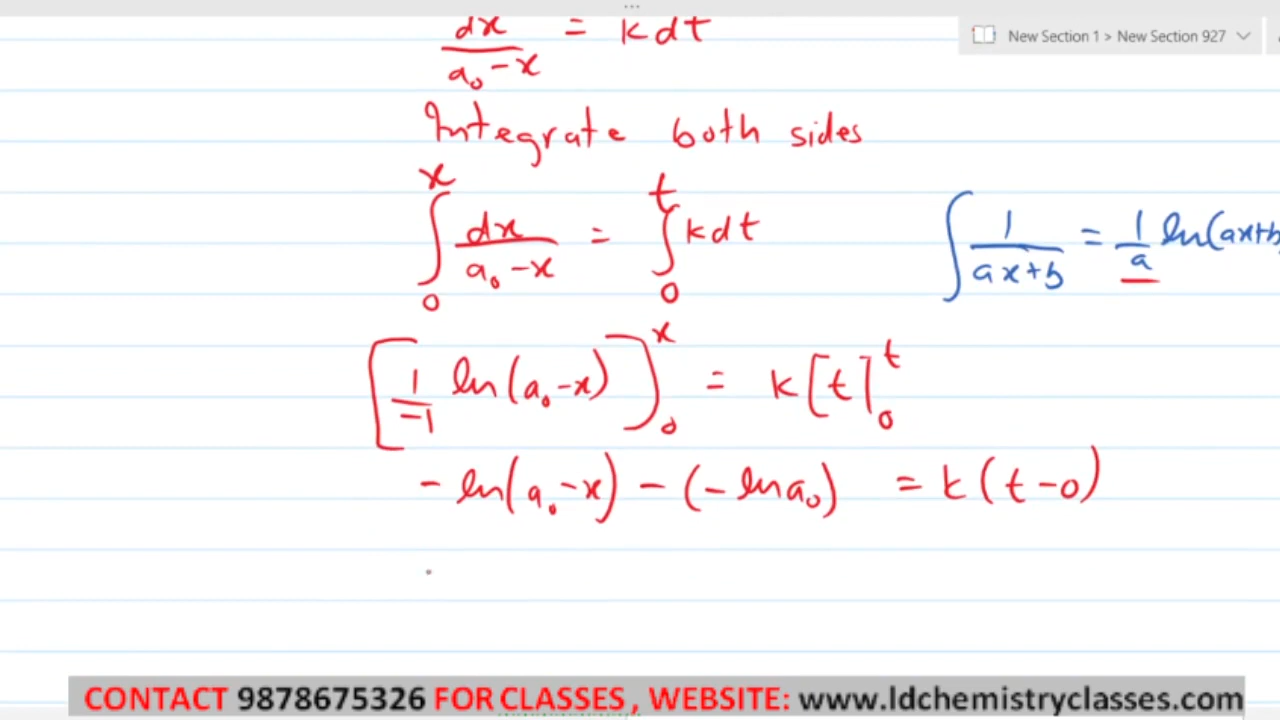 dx/(a₀-x) = kdt
New Section 1 > New Section 927
Integrate both sides
∫₀ˣ dx/(a₀-x) = ∫₀ᵗ kdt
∫ 1/(ax+b) = 1/a ln(ax+b
[1/-1 ln(a₀-x)]₀ˣ = k[t]₀ᵗ
- ln(a₀-x) - (-ln a₀) = k(t-0)
CONTACT 9878675326 FOR CLASSES , WEBSITE: www.ldchemistryclasses.com